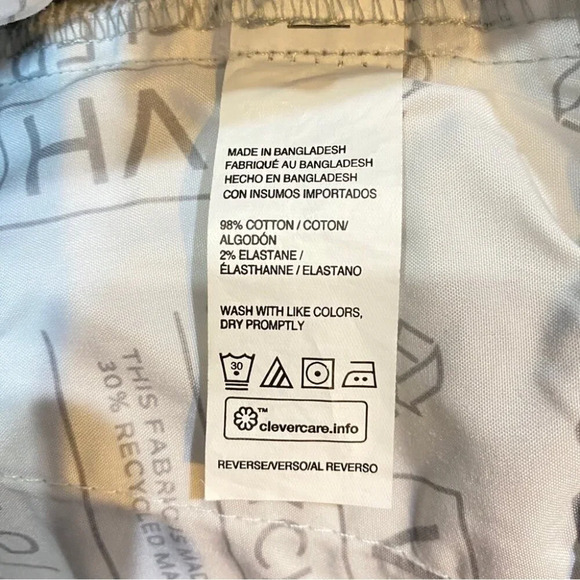 MADE IN BANGLADESH
FABRIQUÉ AU BANGLADESH
HECHO EN BANGLADESH
CON INSUMOS IMPORTADOS
98% COTTON / COTON/
ALGODÓN
2% ELASTANE /
ÉLASTHANNE / ELASTANO
WASH WITH LIKE COLORS,
DRY PROMPTLY
30
™
clevercare.info
REVERSE/VERSO/AL REVERSO
THIS FABRIC IS MAD
30% RECYCLED MA